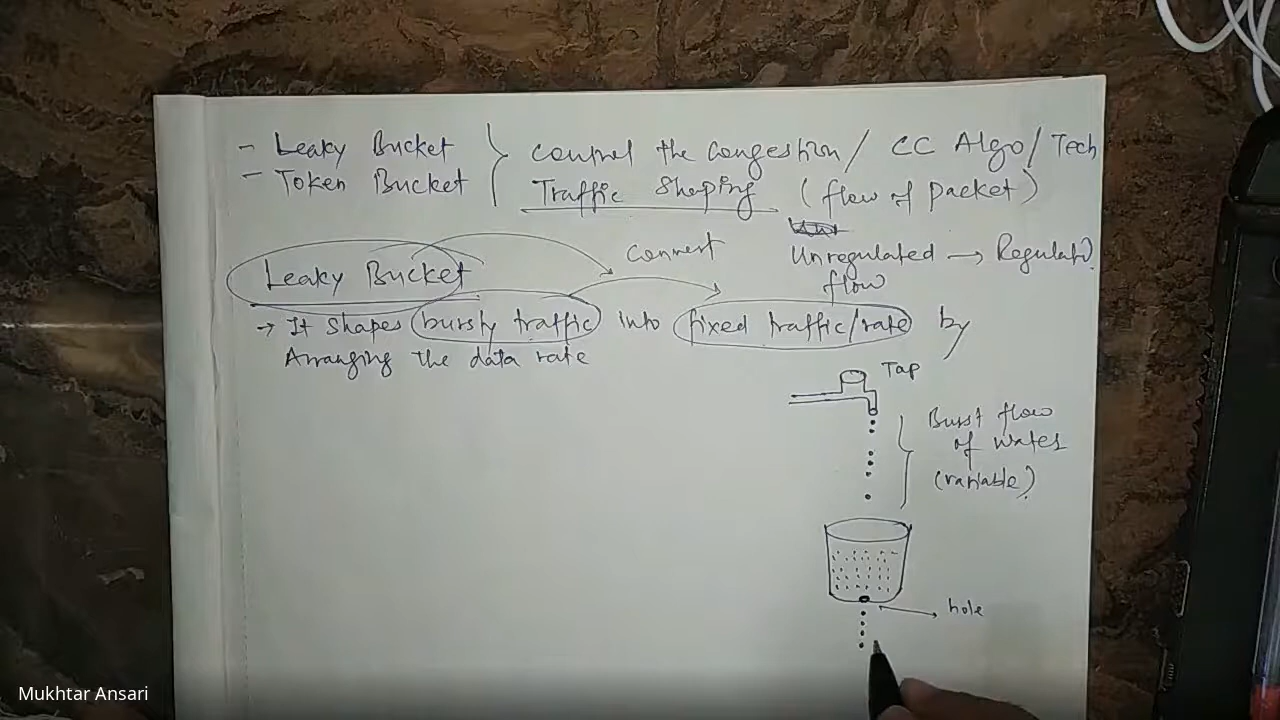 - Leaky Bucket
- Token Bucket
control the congestion / CC Algo / Tech
Traffic Shaping (flow of packet)
Leaky Bucket
convert
Unregulated → Regulated
flow
→ It shapes bursty traffic into fixed traffic/rate by
Arranging the data rate
Tap
Burst flow
of water
(variable)
hole
Mukhtar Ansari